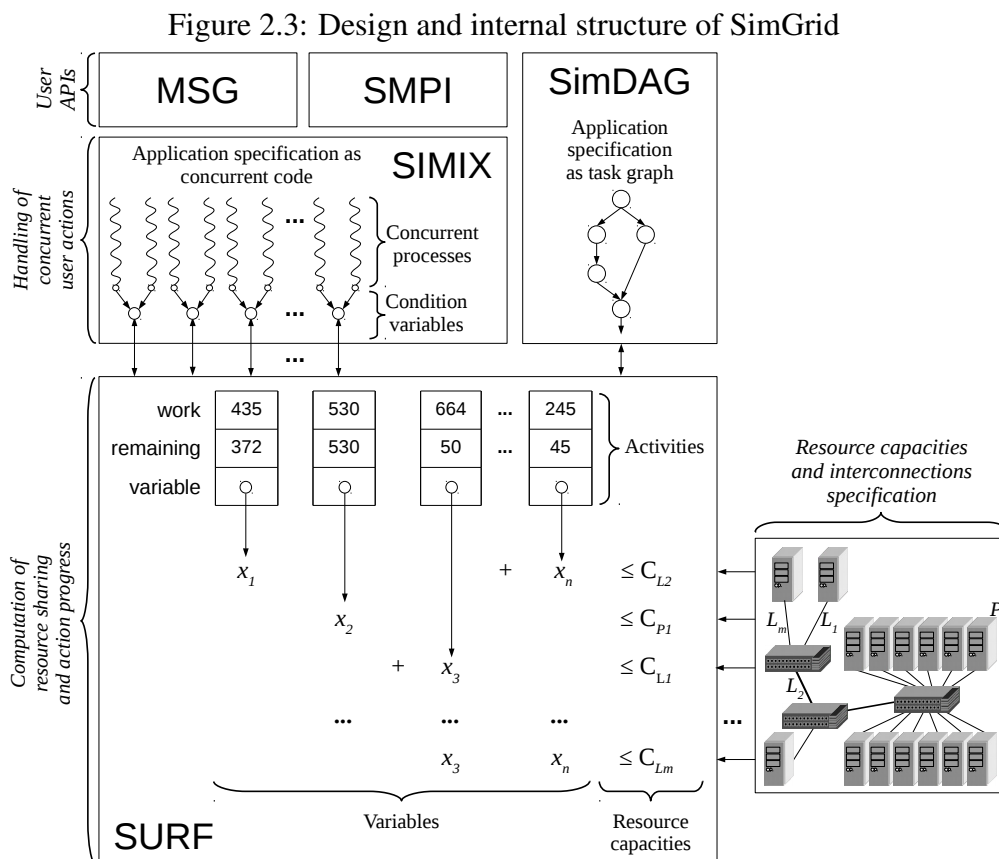 Figure 2.3: Design and internal structure of SimGrid
User
APIs
MSG
SMPI
SimDAG
Application
specification
as task graph
Handling of
concurrent
user actions
Application specification as
concurrent code
SIMIX
...
Concurrent
processes
...
Condition
variables
...
Computation of
resource sharing
and action progress
work
435
530
664
...
245
remaining
372
530
50
...
45
variable
Activities
x1
+
xn
≤ CL2
x2
≤ CP1
+
x3
≤ CL1
...
...
...
x3
xn
≤ CLm
Variables
Resource
capacities
SURF
Resource capacities
and interconnections
specification
Lm
L1
P
L2
...